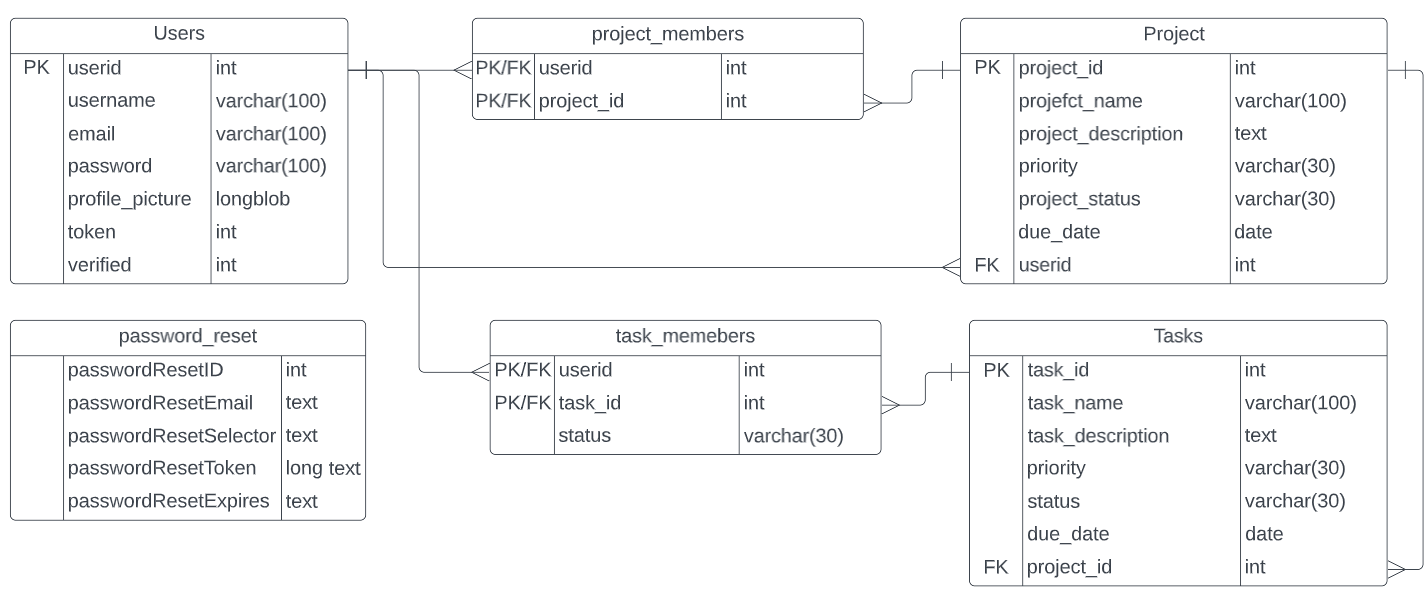 Users
PK userid int
username varchar(100)
email varchar(100)
password varchar(100)
profile_picture longblob
token int
verified int
project_members
PK/FK userid int
PK/FK project_id int
Project
PK project_id int
projefct_name varchar(100)
project_description text
priority varchar(30)
project_status varchar(30)
due_date date
FK userid int
password_reset
passwordResetID int
passwordResetEmail text
passwordResetSelector text
passwordResetToken long text
passwordResetExpires text
task_memebers
PK/FK userid int
PK/FK task_id int
status varchar(30)
Tasks
PK task_id int
task_name varchar(100)
task_description text
priority varchar(30)
status varchar(30)
due_date date
FK project_id int